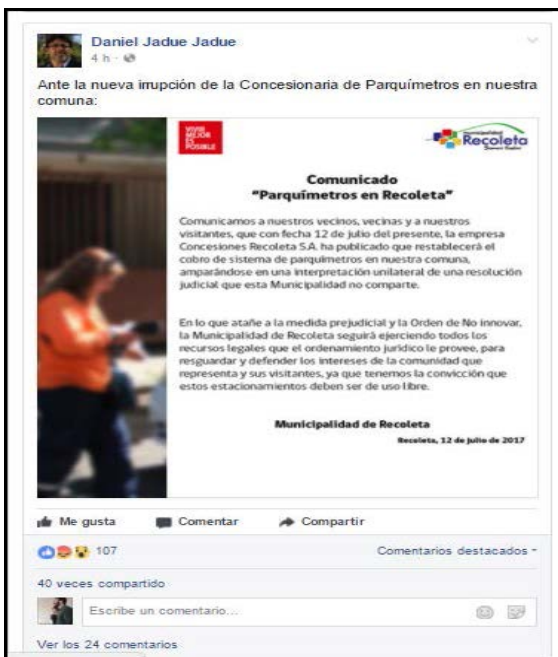 Daniel Jadue Jadue
4 h ·
Ante la nueva irrupción de la Concesionaria de Parquímetros en nuestra
comuna:
VIVIR
MEJOR
ES
POSIBLE
municipalidad
Recoleta
Comunicado
"Parquímetros en Recoleta"
Comunicamos a nuestros vecinos, vecinas y a nuestros
visitantes, que con fecha 12 de julio del presente, la empresa
Concesiones Recoleta S.A. ha publicado que restablecerá el
cobro de sistema de parquímetros en nuestra comuna,
amparándose en una interpretación unilateral de una resolución
judicial que esta Municipalidad no comparte.
En lo que atañe a la medida prejudicial y la Orden de No innovar,
la Municipalidad de Recoleta seguirá ejerciendo todos los
recursos legales que el ordenamiento jurídico le provee, para
resguardar y defender los intereses de la comunidad que
representa y sus visitantes, ya que tenemos la convicción que
estos estacionamientos deben ser de uso libre.
Municipalidad de Recoleta
Recoleta, 12 de julio de 2017
Me gusta Comentar Compartir
107 Comentarios destacados
40 veces compartido
Escribe un comentario...
Ver los 24 comentarios